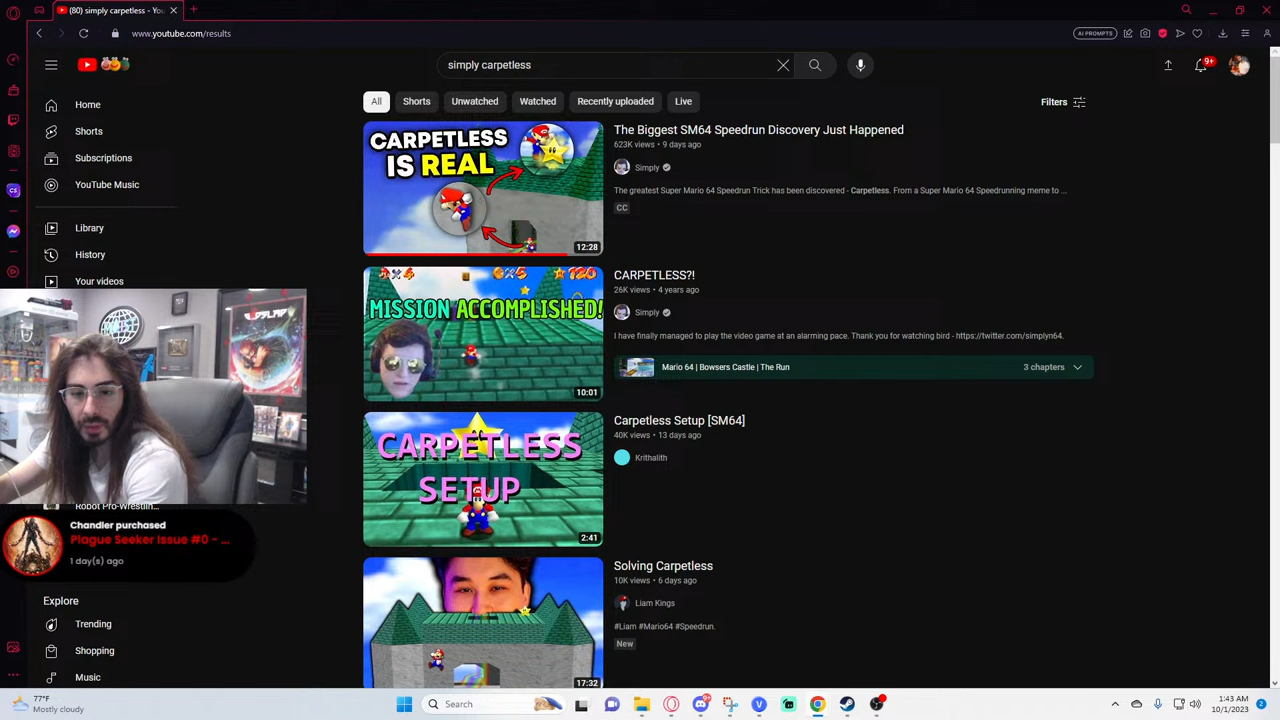 (80) simply carpetless - You
www.youtube.com/results
AI PROMPTS
simply carpetless
9+
All
Shorts
Unwatched
Watched
Recently uploaded
Live
Filters
Home
Shorts
Subscriptions
YouTube Music
Library
History
Your videos
CARPETLESS
IS REAL
12:28
The Biggest SM64 Speedrun Discovery Just Happened
623K views • 9 days ago
Simply
The greatest Super Mario 64 Speedrun Trick has been discovered - Carpetless. From a Super Mario 64 Speedrunning meme to ...
CC
MISSION ACCOMPLISHED!
10:01
CARPETLESS?!
26K views • 4 years ago
Simply
I have finally managed to play the video game at an alarming pace. Thank you for watching bird - https://twitter.com/simplyn64.
Mario 64 | Bowsers Castle | The Run
3 chapters
CARPETLESS
SETUP
2:41
Carpetless Setup [SM64]
40K views • 13 days ago
Krithalith
17:32
Solving Carpetless
10K views • 6 days ago
Liam Kings
#Liam #Mario64 #Speedrun.
New
Robot Pro-Wrestlin...
Chandler purchased
Plague Seeker Issue #0 - ...
1 day(s) ago
Explore
Trending
Shopping
Music
77°F
Mostly cloudy
Search
1:43 AM
10/1/2023
2